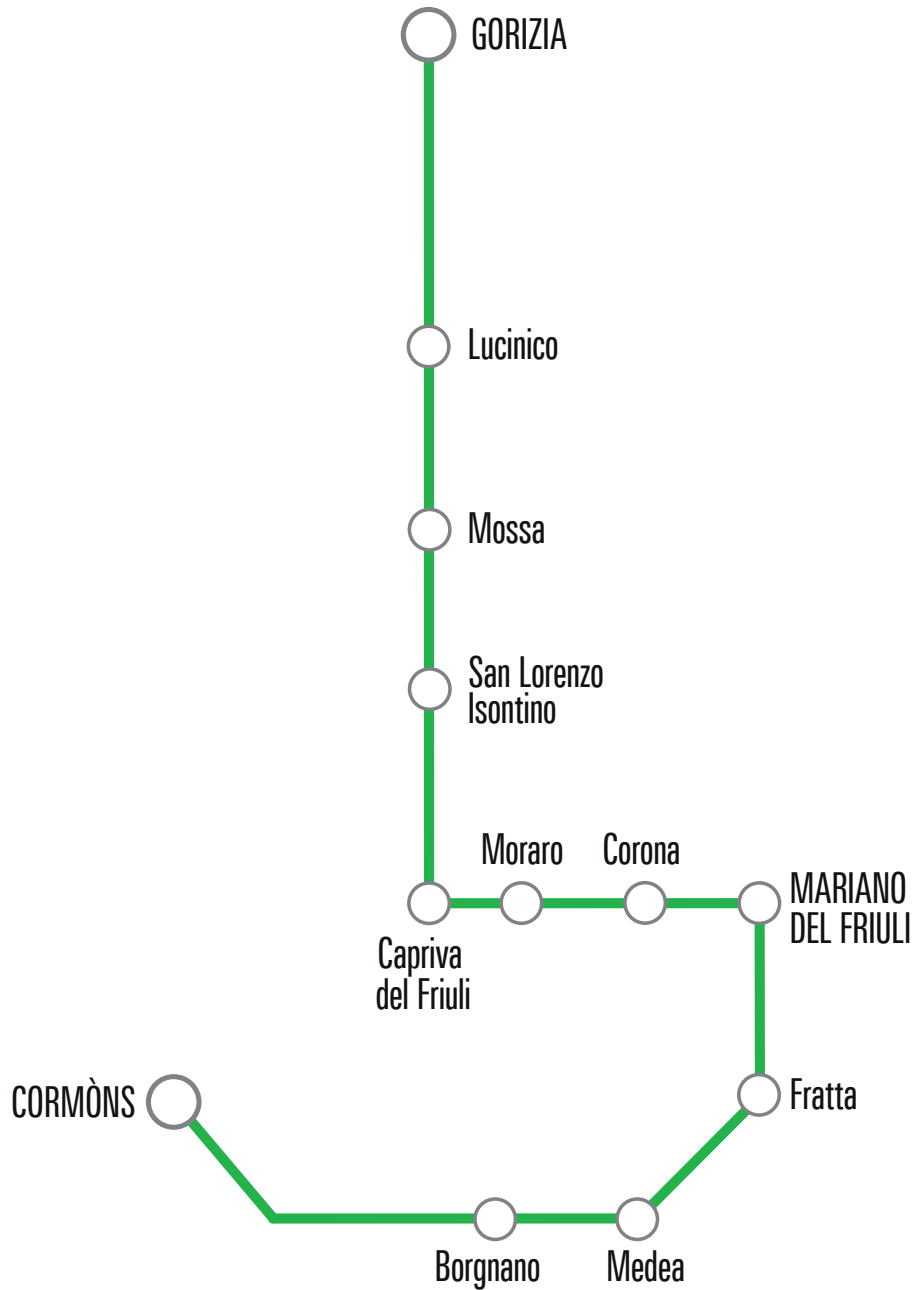 GORIZIA
Lucinico
Mossa
San Lorenzo
Isontino
Moraro
Corona
MARIANO
DEL FRIULI
Capriva
del Friuli
CORMÒNS
Fratta
Borgnano
Medea